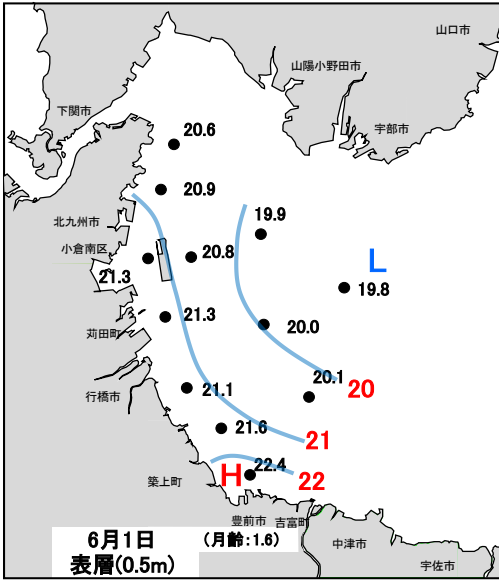 山口市
山陽小野田市
下関市
宇部市
20.6
20.9
北九州市
19.9
小倉南区
20.8
L
21.3
19.8
21.3
苅田町
20.0
20.1
20
21.1
行橋市
21.6
21
H
22.4
22
築上町
豊前市
吉富町
6月1日
(月齢:1.6)
表層(0.5m)
中津市
宇佐市